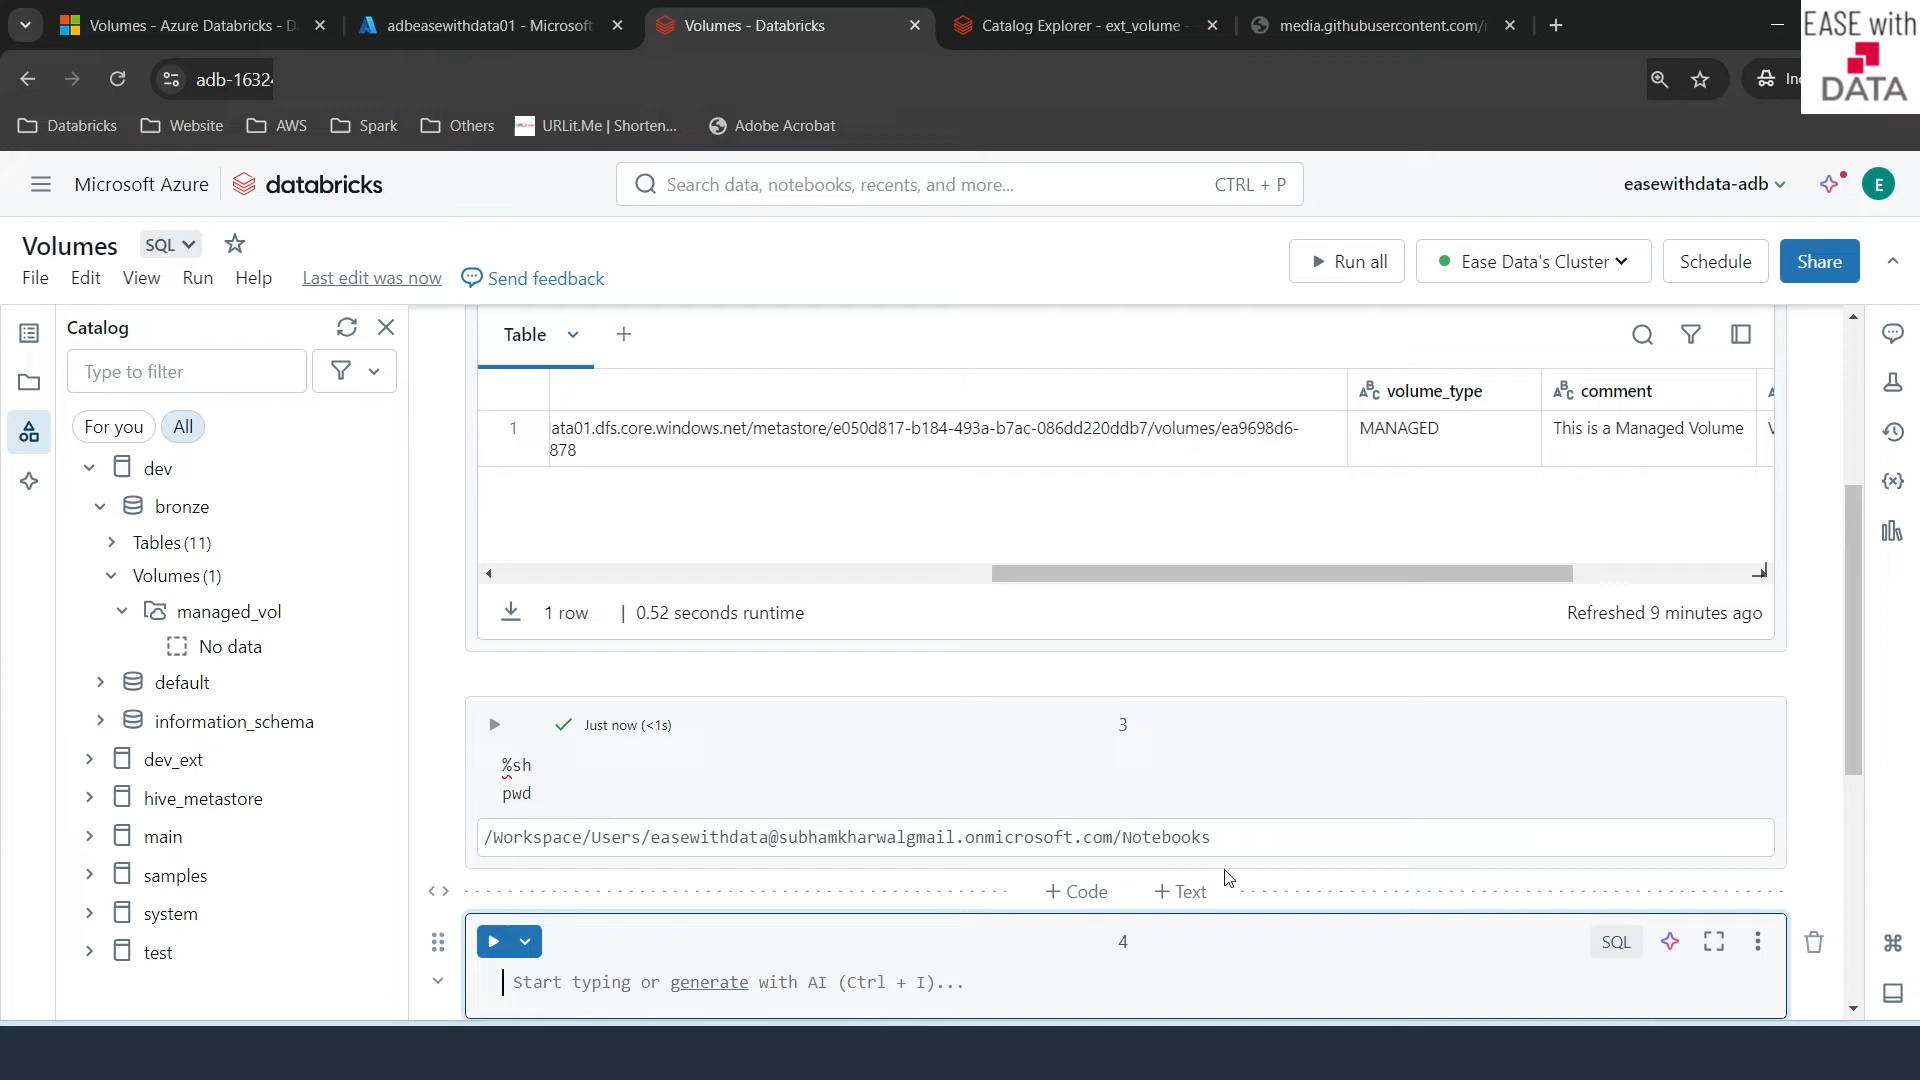 Volumes - Azure Databricks - D
adbeasewithdata01 - Microsoft
Volumes - Databricks
Catalog Explorer - ext_volume -
media.githubusercontent.com/
EASE with
DATA
adb-1632
Databricks
Website
AWS
Spark
Others
URLit.Me | Shorten...
Adobe Acrobat
Microsoft Azure
databricks
Search data, notebooks, recents, and more...
CTRL + P
easewithdata-adb
E
Volumes
SQL
File
Edit
View
Run
Help
Last edit was now
Send feedback
Run all
Ease Data's Cluster
Schedule
Share
Catalog
Type to filter
For you
All
dev
bronze
Tables (11)
Volumes (1)
managed_vol
No data
default
information_schema
dev_ext
hive_metastore
main
samples
system
test
Table
volume_type
comment
1
ata01.dfs.core.windows.net/metastore/e050d817-b184-493a-b7ac-086dd220ddb7/volumes/ea9698d6-
878
MANAGED
This is a Managed Volume
1 row
| 0.52 seconds runtime
Refreshed 9 minutes ago
Just now (<1s)
3
%sh
pwd
/Workspace/Users/easewithdata@subhamkharwalgmail.onmicrosoft.com/Notebooks
+ Code
+ Text
4
SQL
Start typing or generate with AI (Ctrl + I)...